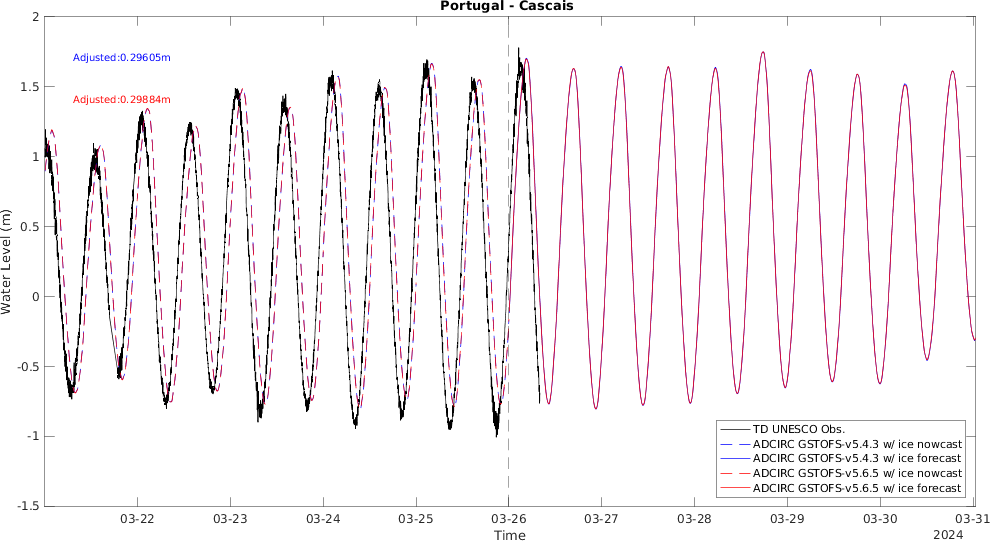 Portugal - Cascais
2
1.5
1
0.5
0
-0.5
-1
-1.5
Water Level (m)
Adjusted:0.29605m
Adjusted:0.29884m
TD UNESCO Obs.
ADCIRC GSTOFS-v5.4.3 w/ ice nowcast
ADCIRC GSTOFS-v5.4.3 w/ ice forecast
ADCIRC GSTOFS-v5.6.5 w/ ice nowcast
ADCIRC GSTOFS-v5.6.5 w/ ice forecast
03-22 03-23 03-24 03-25 03-26 03-27 03-28 03-29 03-30 03-31
Time
2024